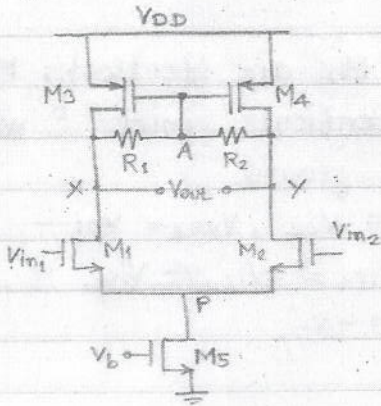 VDD
M3 M4
R1 A R2
X Vout Y
Vin1 M1 M2 Vin2
P
Vb M5